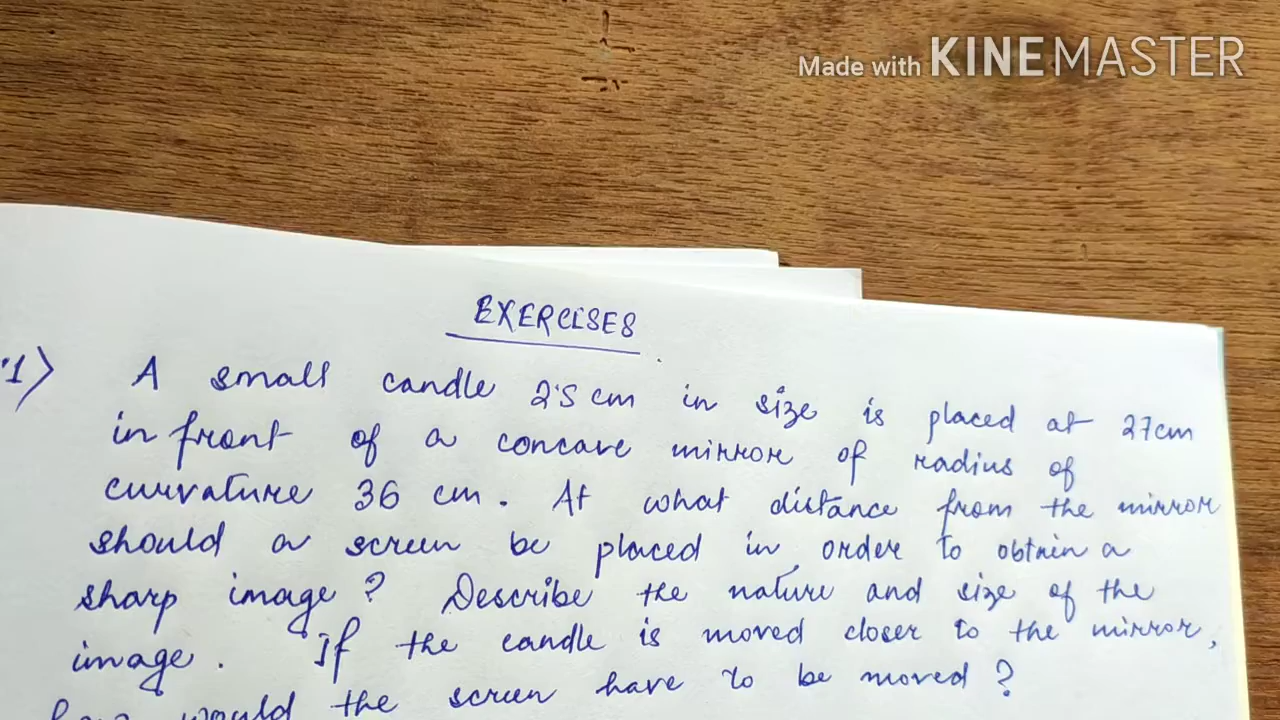 Made with KINEMASTER
EXERCISES
1) A small candle 2.5 cm in size is placed at 27cm
in front of a concave mirror of radius of
curvature 36 cm. At what distance from the mirror
should a screen be placed in order to obtain a
sharp image? Describe the nature and size of the
image. If the candle is moved closer to the mirror,
would the screen have to be moved?